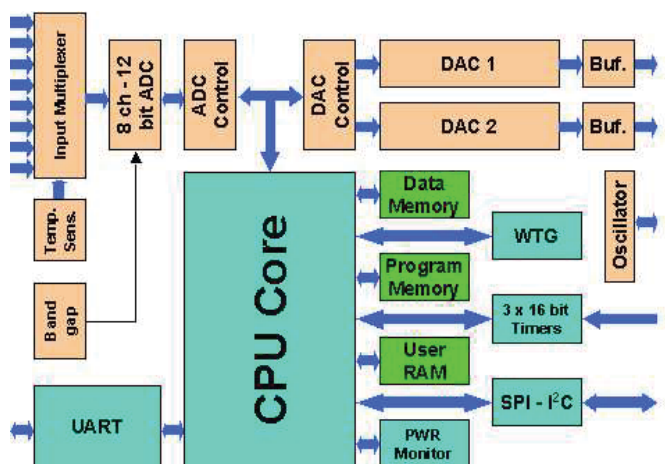 Input Multiplexer
8 ch - 12
bit ADC
ADC
Control
DAC
Control
DAC 1
Buf.
DAC 2
Buf.
Temp.
Sens.
Band
gap
CPU Core
Data
Memory
WTG
Oscillator
Program
Memory
3 x 16 bit
Timers
User
RAM
SPI - I²C
UART
PWR
Monitor